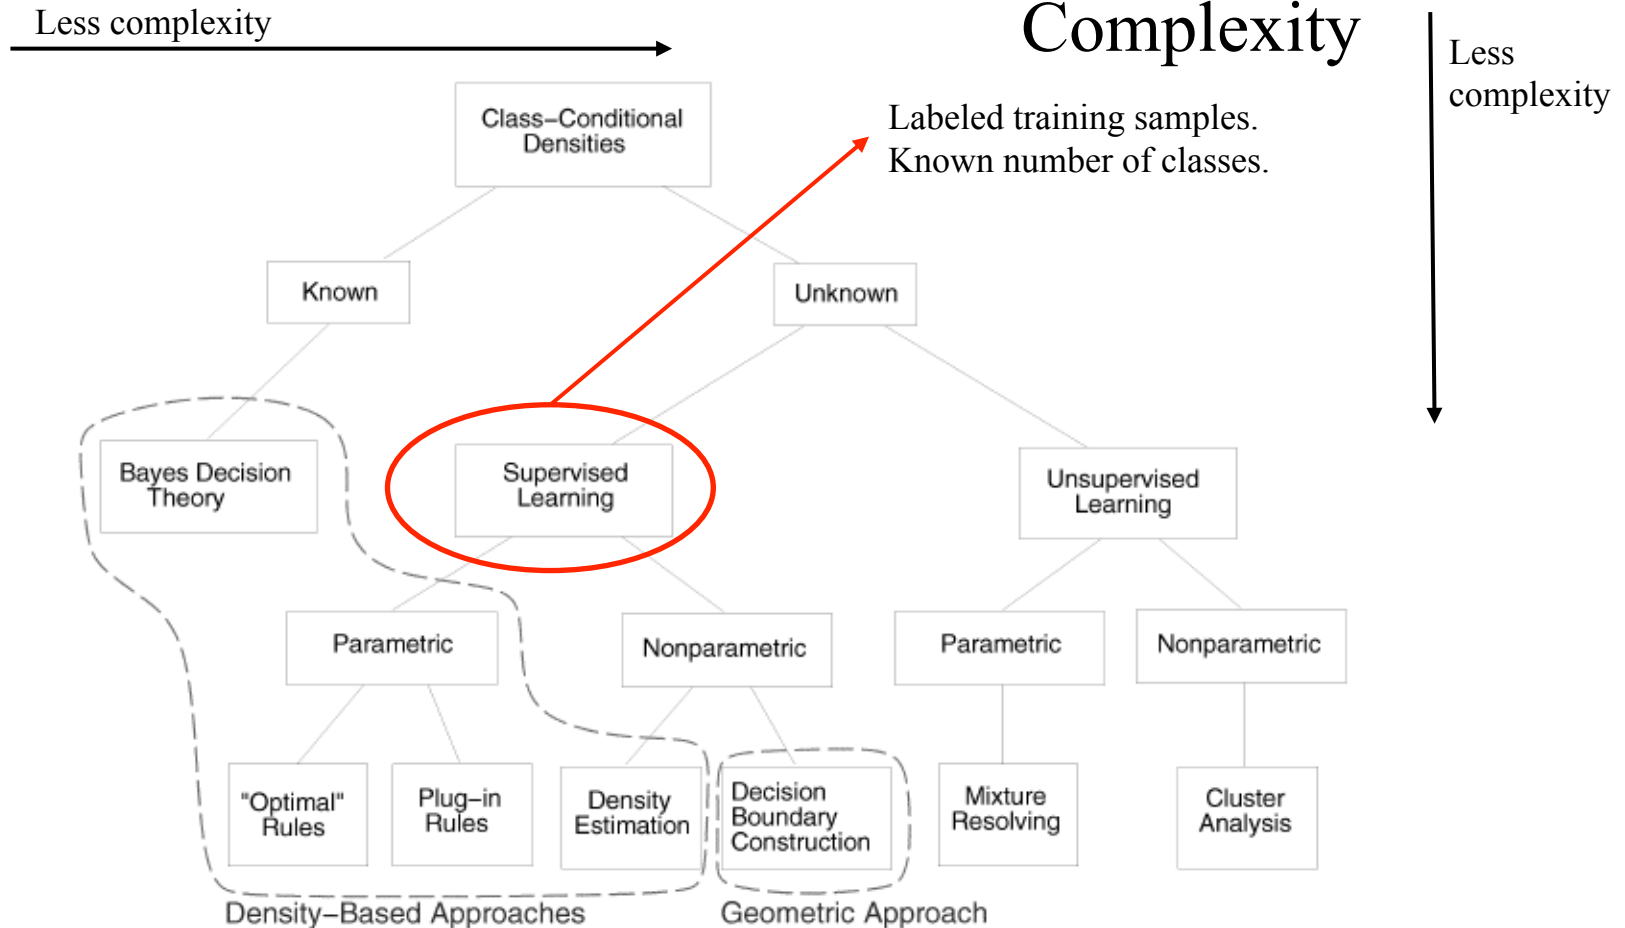 Less complexity
Complexity
Less
complexity
Labeled training samples.
Known number of classes.
Class–Conditional
Densities
Known
Unknown
Bayes Decision
Theory
Supervised
Learning
Unsupervised
Learning
Parametric
Nonparametric
Parametric
Nonparametric
"Optimal"
Rules
Plug–in
Rules
Density
Estimation
Decision
Boundary
Construction
Mixture
Resolving
Cluster
Analysis
Density–Based Approaches
Geometric Approach